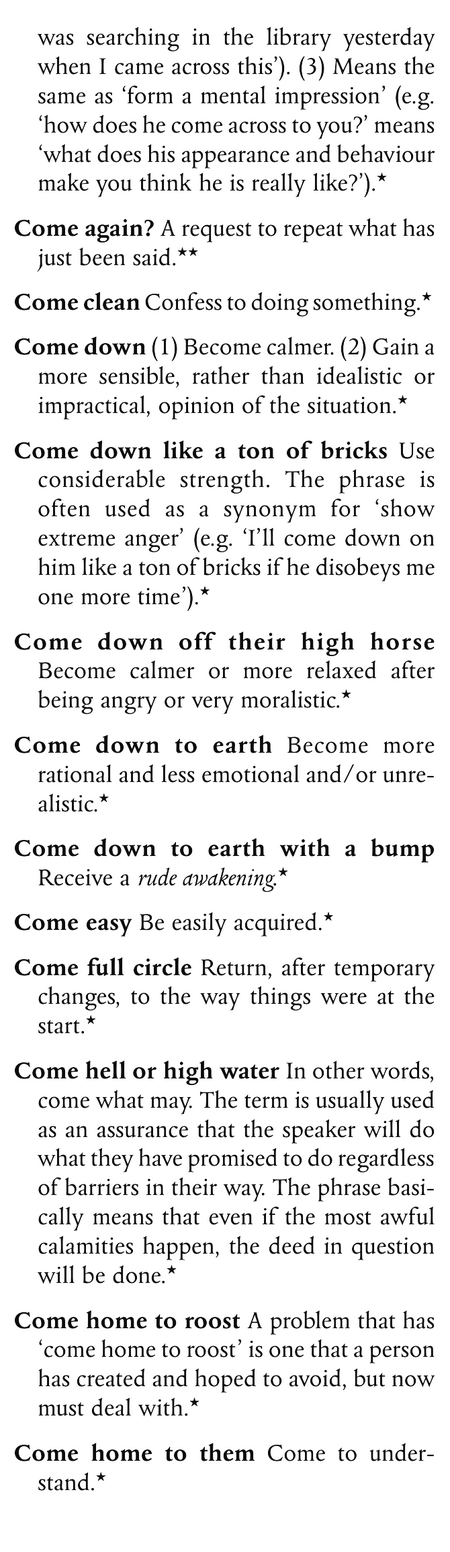 was searching in the library yesterday
when I came across this’). (3) Means the
same as ‘form a mental impression’ (e.g.
‘how does he come across to you?’ means
‘what does his appearance and behaviour
make you think he is really like?’).★
Come again? A request to repeat what has
just been said.★★
Come clean Confess to doing something.★
Come down (1) Become calmer. (2) Gain a
more sensible, rather than idealistic or
impractical, opinion of the situation.★
Come down like a ton of bricks Use
considerable strength. The phrase is
often used as a synonym for ‘show
extreme anger’ (e.g. ‘I’ll come down on
him like a ton of bricks if he disobeys me
one more time’).★
Come down off their high horse
Become calmer or more relaxed after
being angry or very moralistic.★
Come down to earth Become more
rational and less emotional and/or unre-
alistic.★
Come down to earth with a bump
Receive a rude awakening.★
Come easy Be easily acquired.★
Come full circle Return, after temporary
changes, to the way things were at the
start.★
Come hell or high water In other words,
come what may. The term is usually used
as an assurance that the speaker will do
what they have promised to do regardless
of barriers in their way. The phrase basi-
cally means that even if the most awful
calamities happen, the deed in question
will be done.★
Come home to roost A problem that has
‘come home to roost’ is one that a person
has created and hoped to avoid, but now
must deal with.★
Come home to them Come to under-
stand.★